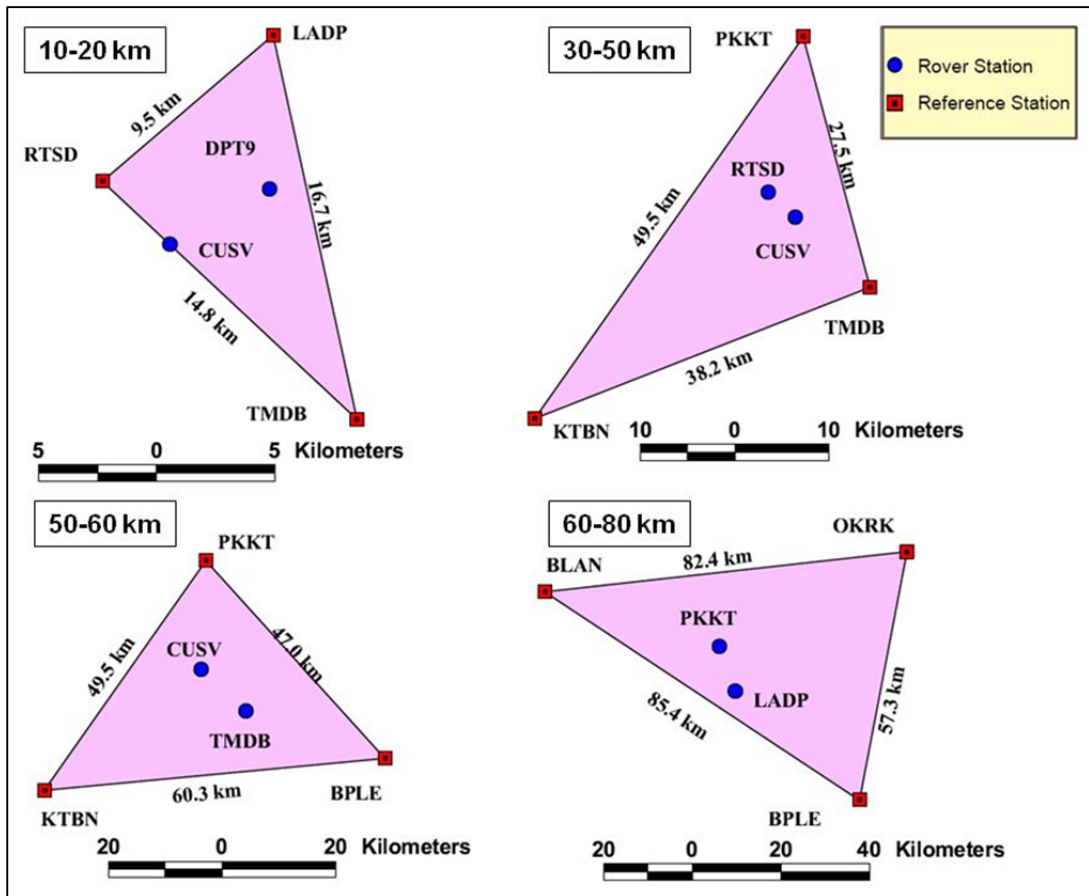 10-20 km
LADP
9.5 km
RTSD
DPT9
16.7 km
CUSV
14.8 km
TMDB
5 0 5 Kilometers
30-50 km
PKKT
Rover Station
Reference Station
27.5 km
RTSD
49.5 km
CUSV
TMDB
38.2 km
KTBN
10 0 10 Kilometers
50-60 km
PKKT
CUSV
47.0 km
49.5 km
TMDB
BPLE
60.3 km
KTBN
20 0 20 Kilometers
60-80 km
OKRK
BLAN
82.4 km
PKKT
LADP
57.3 km
85.4 km
BPLE
20 0 20 40 Kilometers